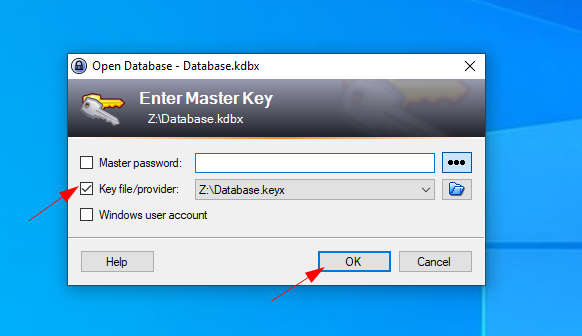 Open Database - Database.kdbx
Enter Master Key
Z:\Database.kdbx
Master password:
Key file/provider: Z:\Database.keyx
Windows user account
Help OK Cancel